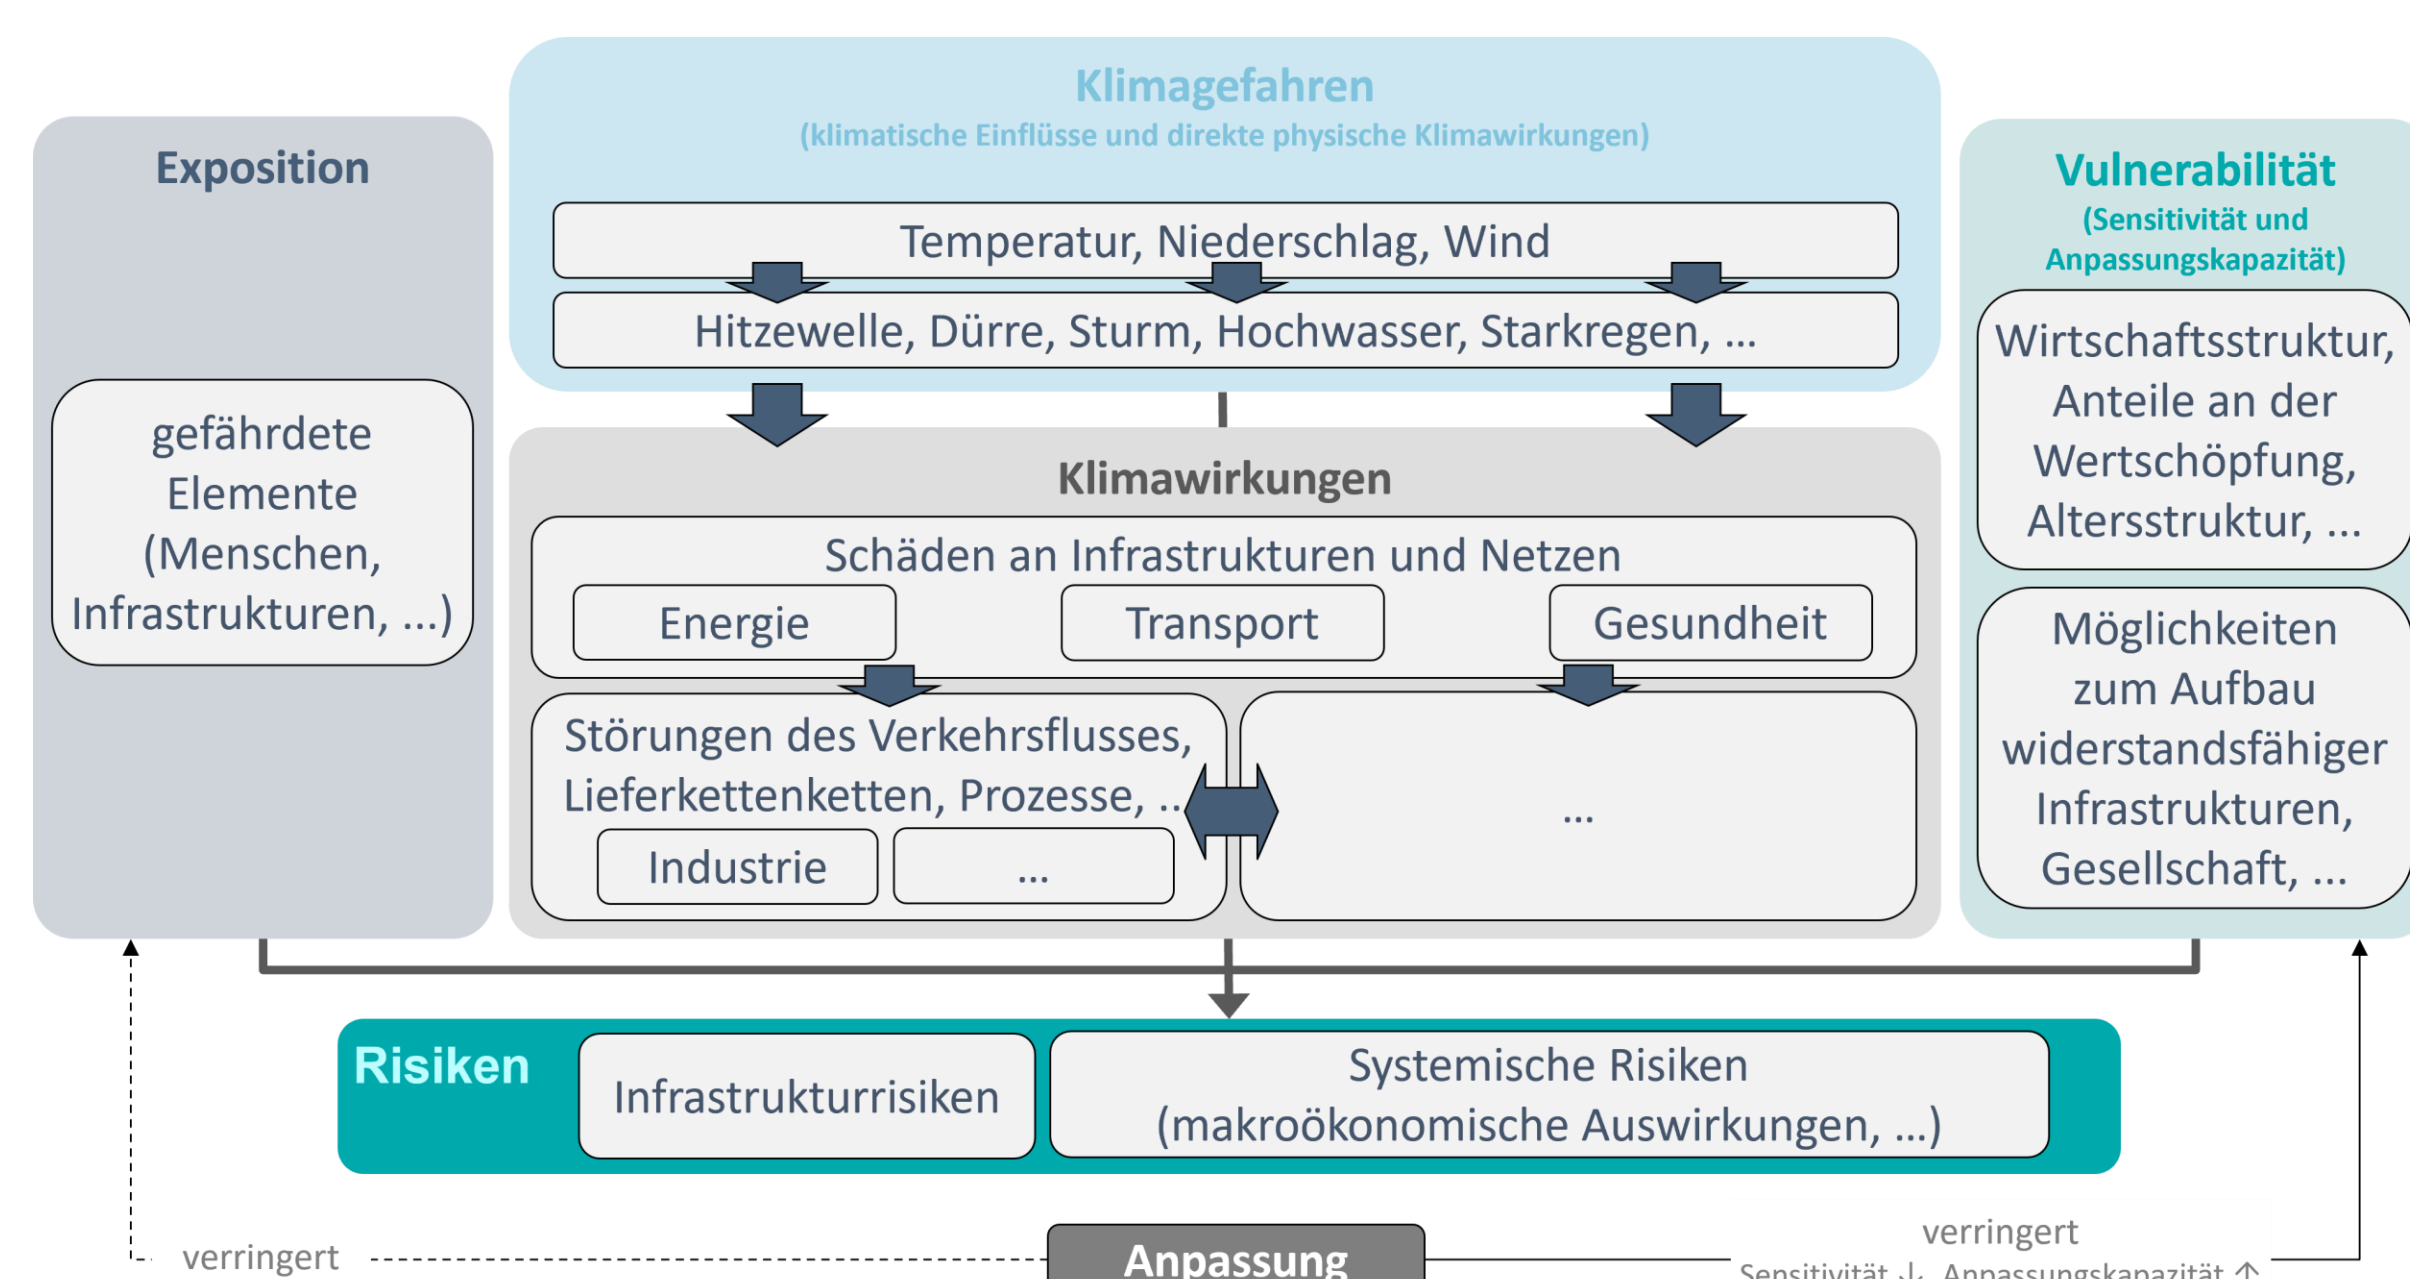 Klimagefahren
(klimatische Einflüsse und direkte physische Klimawirkungen)
Temperatur, Niederschlag, Wind
Hitzewelle, Dürre, Sturm, Hochwasser, Starkregen, ...
Exposition
gefährdete
Elemente
(Menschen,
Infrastrukturen, ...)
Klimawirkungen
Schäden an Infrastrukturen und Netzen
Energie
Transport
Gesundheit
Störungen des Verkehrsflusses,
Lieferkettenketten, Prozesse, ..
Industrie
...
...
Vulnerabilität
(Sensitivität und
Anpassungskapazität)
Wirtschaftsstruktur,
Anteile an der
Wertschöpfung,
Altersstruktur, ...
Möglichkeiten
zum Aufbau
widerstandsfähiger
Infrastrukturen,
Gesellschaft, ...
Risiken
Infrastrukturrisiken
Systemische Risiken
(makroökonomische Auswirkungen, ...)
verringert
Anpassung
verringert
Sensitivität ↓ Anpassungskapazität ↑